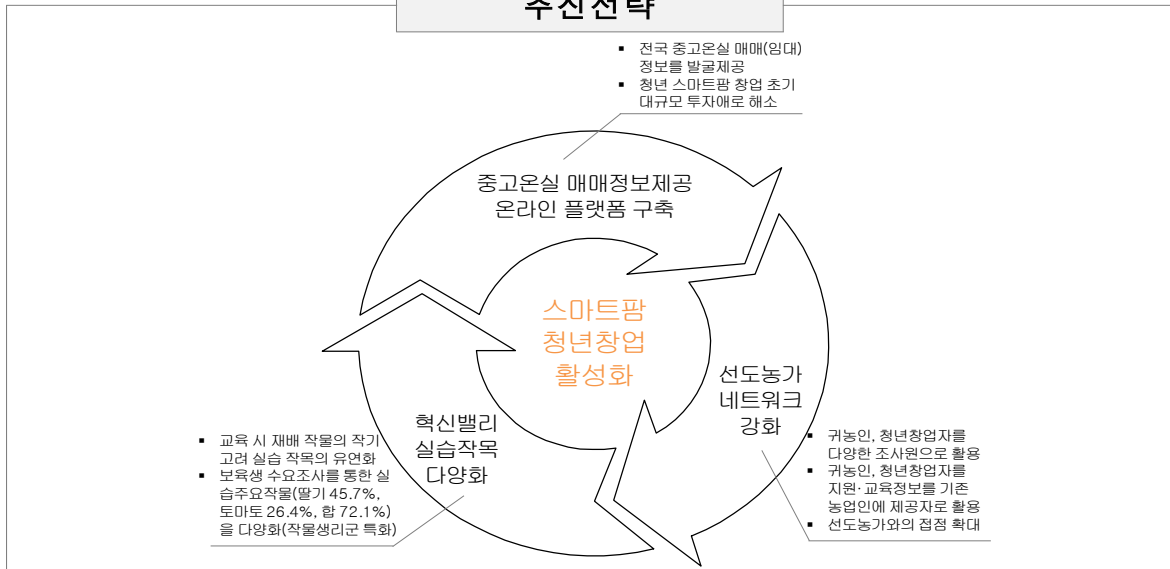 추진전략
▪ 전국 중고온실 매매(임대)
정보를 발굴제공
▪ 청년 스마트팜 창업 초기
대규모 투자애로 해소
중고온실 매매정보제공
온라인 플랫폼 구축
스마트팜
청년창업
활성화
선도농가
네트워크
강화
▪ 귀농인, 청년창업자를
다양한 조사원으로 활용
▪ 귀농인, 청년창업자를
지원·교육정보를 기존
농업인에 제공자로 활용
▪ 선도농가와의 접점 확대
혁신밸리
실습작목
다양화
▪ 교육 시 재배 작물의 작기
고려 실습 작목의 유연화
▪ 보육생 수요조사를 통한 실
습주요작물(딸기 45.7%,
토마토 26.4%, 합 72.1%)
을 다양화(작물생리군 특화)